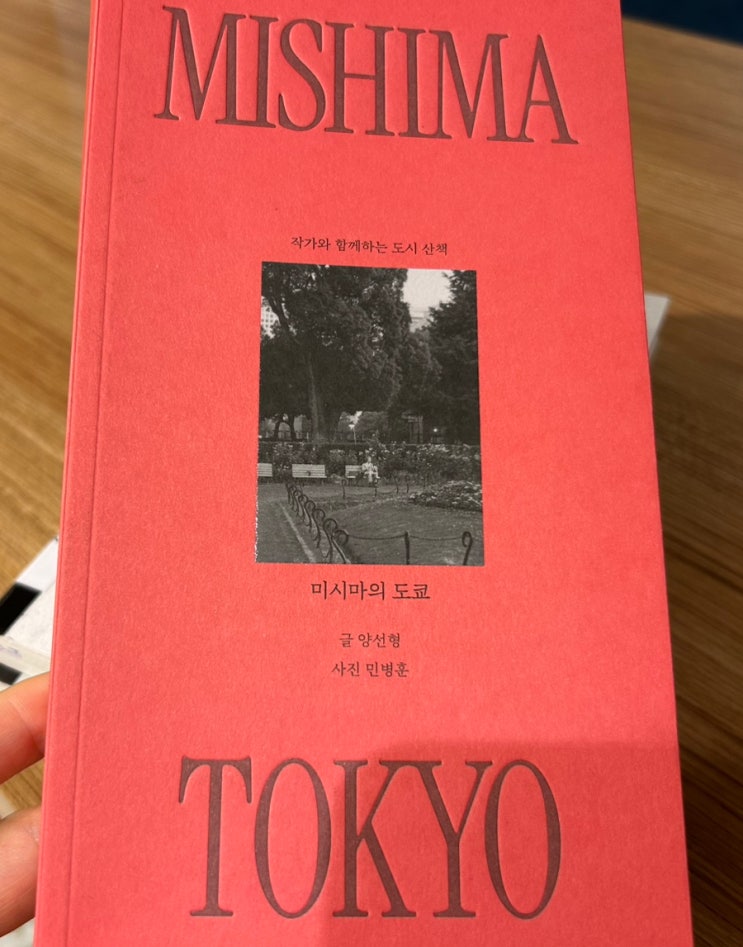 MISHIMA
작가와 함께하는 도시 산책
미시마의 도쿄
글 양선형
사진 민병훈
TOKYO